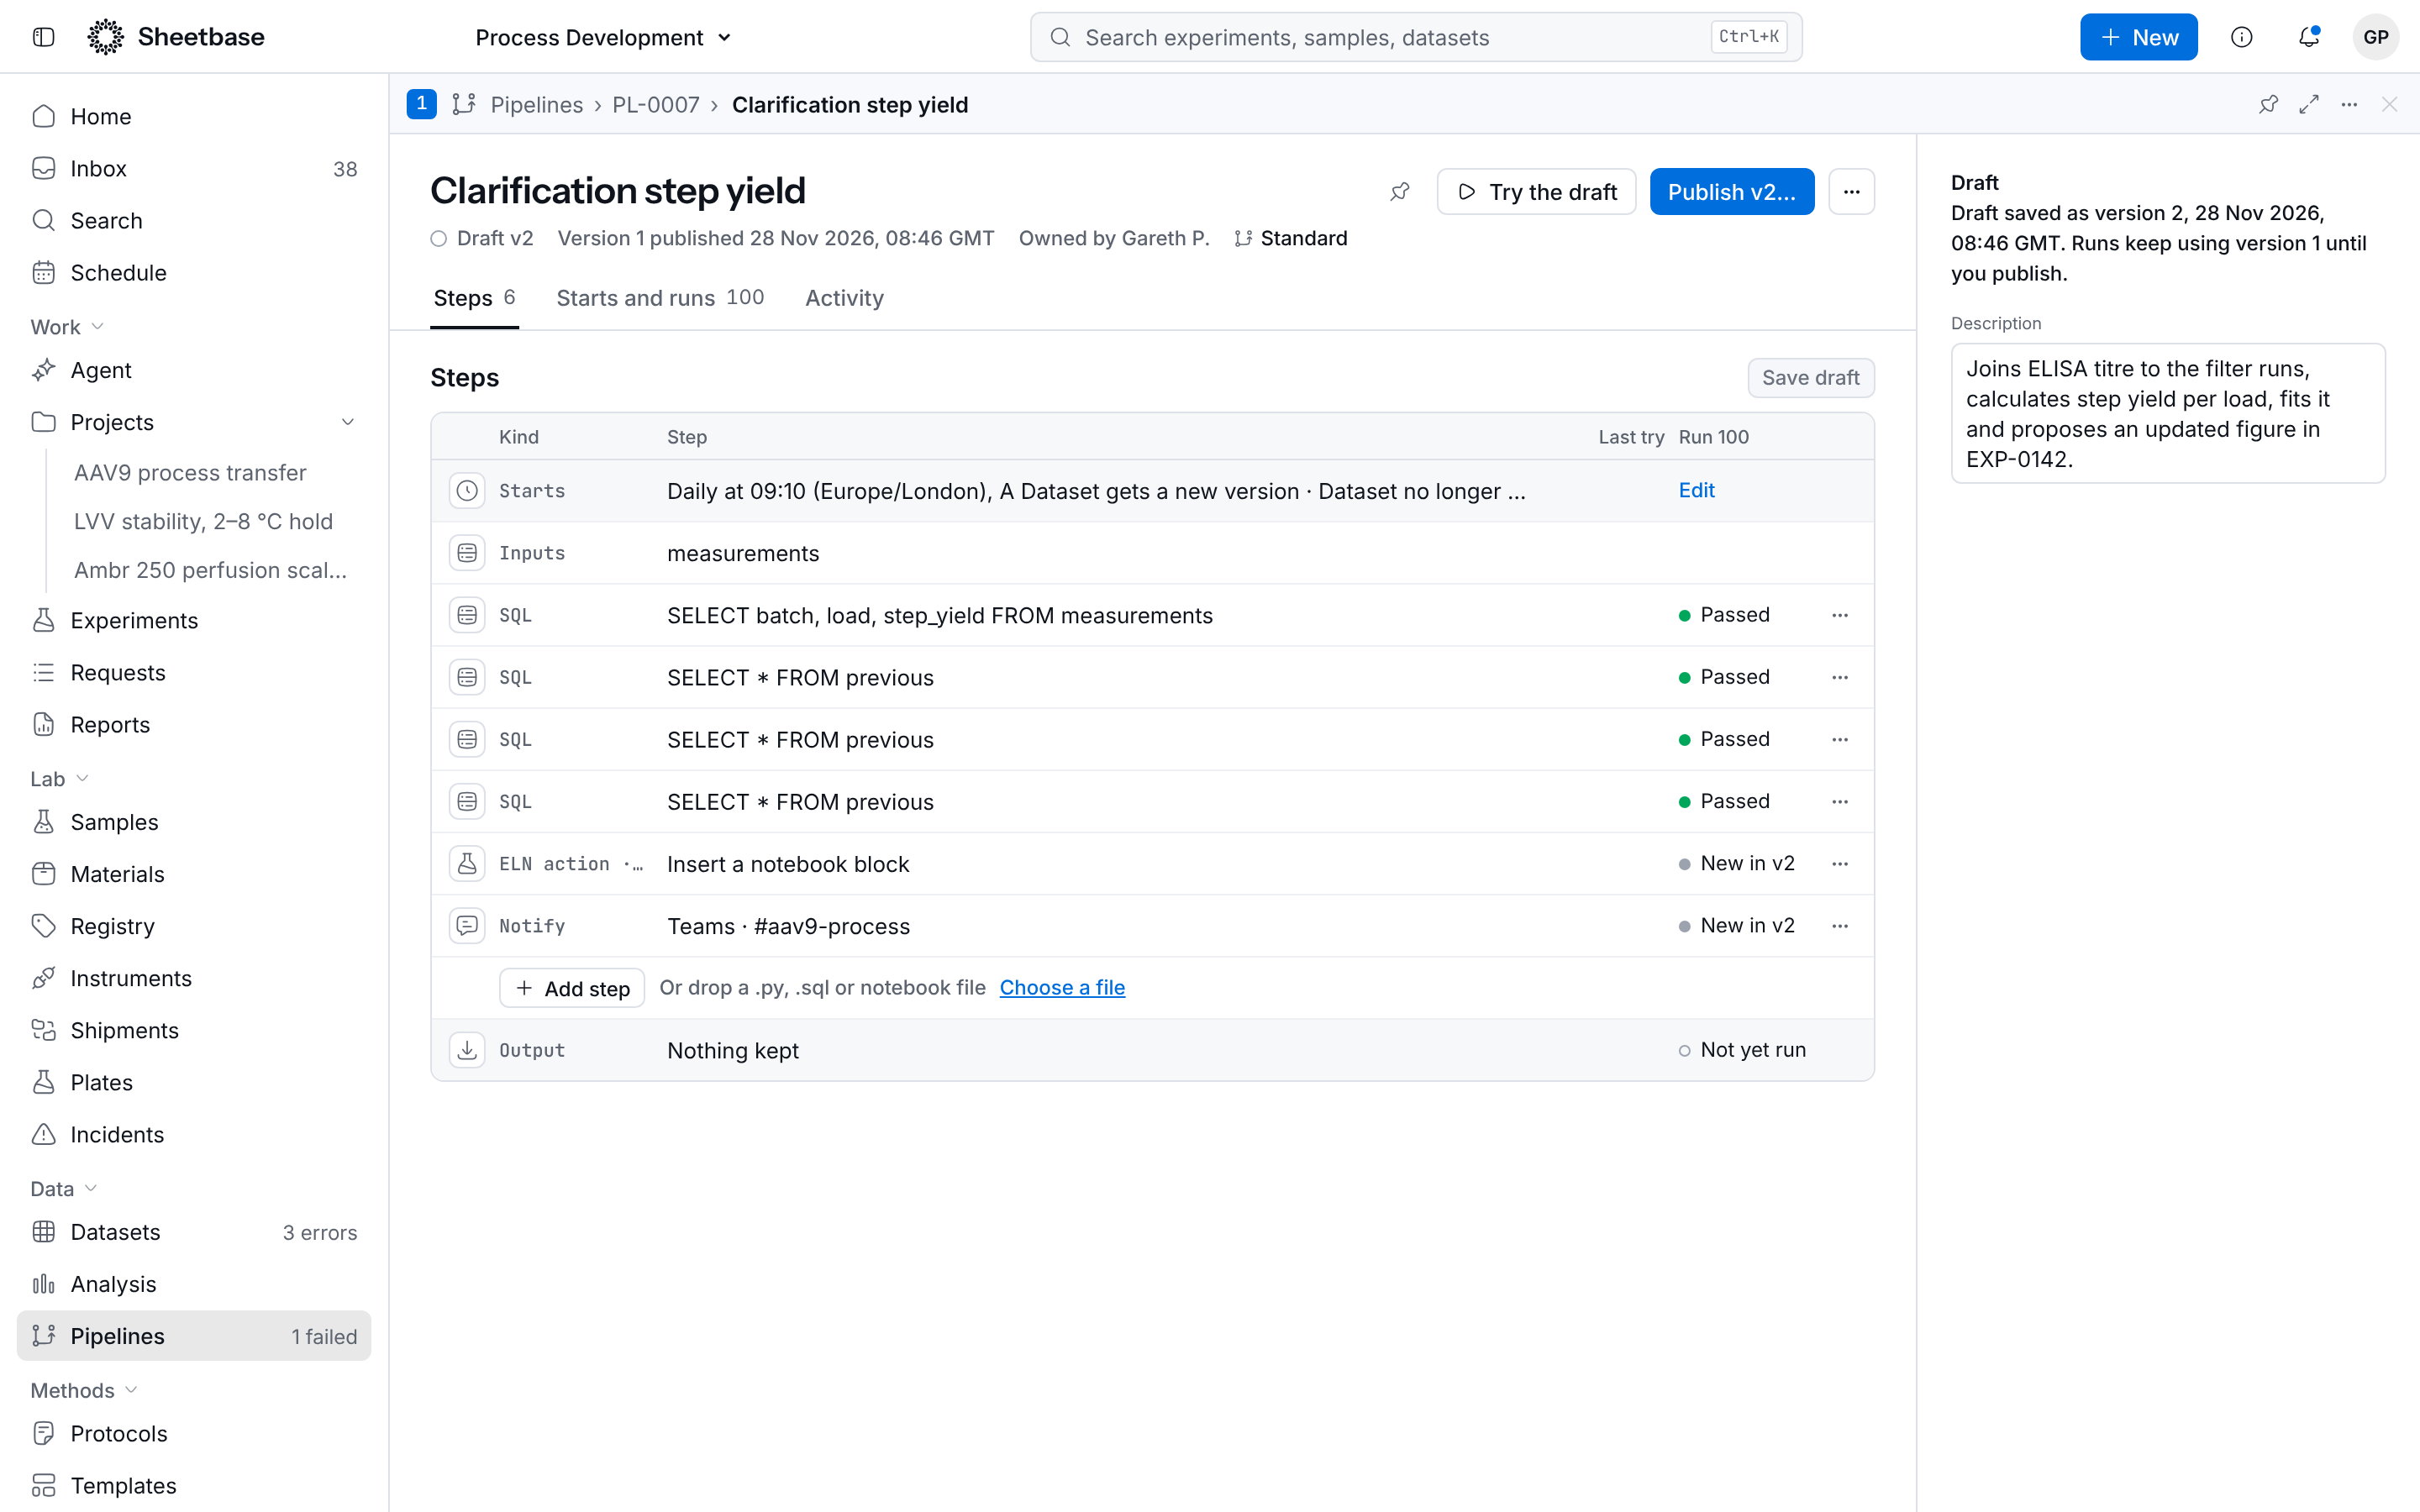 Sheetbase
Process Development
Search experiments, samples, datasets
Ctrl+K
New
GP
Home
Inbox 38
Search
Schedule
Work
Agent
Projects
AAV9 process transfer
LVV stability, 2–8 °C hold
Ambr 250 perfusion scal...
Experiments
Requests
Reports
Lab
Samples
Materials
Registry
Instruments
Shipments
Plates
Incidents
Data
Datasets 3 errors
Analysis
Pipelines 1 failed
Methods
Protocols
Templates
1 Pipelines › PL-0007 › Clarification step yield
Clarification step yield
Try the draft
Publish v2...
Draft v2 Version 1 published 28 Nov 2026, 08:46 GMT Owned by Gareth P. Standard
Steps 6 Starts and runs 100 Activity
Steps
Save draft
Kind Step Last try Run 100
Starts Daily at 09:10 (Europe/London), A Dataset gets a new version · Dataset no longer ... Edit
Inputs measurements
SQL SELECT batch, load, step_yield FROM measurements Passed
SQL SELECT * FROM previous Passed
SQL SELECT * FROM previous Passed
SQL SELECT * FROM previous Passed
ELN action ·… Insert a notebook block New in v2
Notify Teams · #aav9-process New in v2
Add step Or drop a .py, .sql or notebook file Choose a file
Output Nothing kept Not yet run
Draft
Draft saved as version 2, 28 Nov 2026,
08:46 GMT. Runs keep using version 1 until
you publish.
Description
Joins ELISA titre to the filter runs,
calculates step yield per load, fits it
and proposes an updated figure in
EXP-0142.